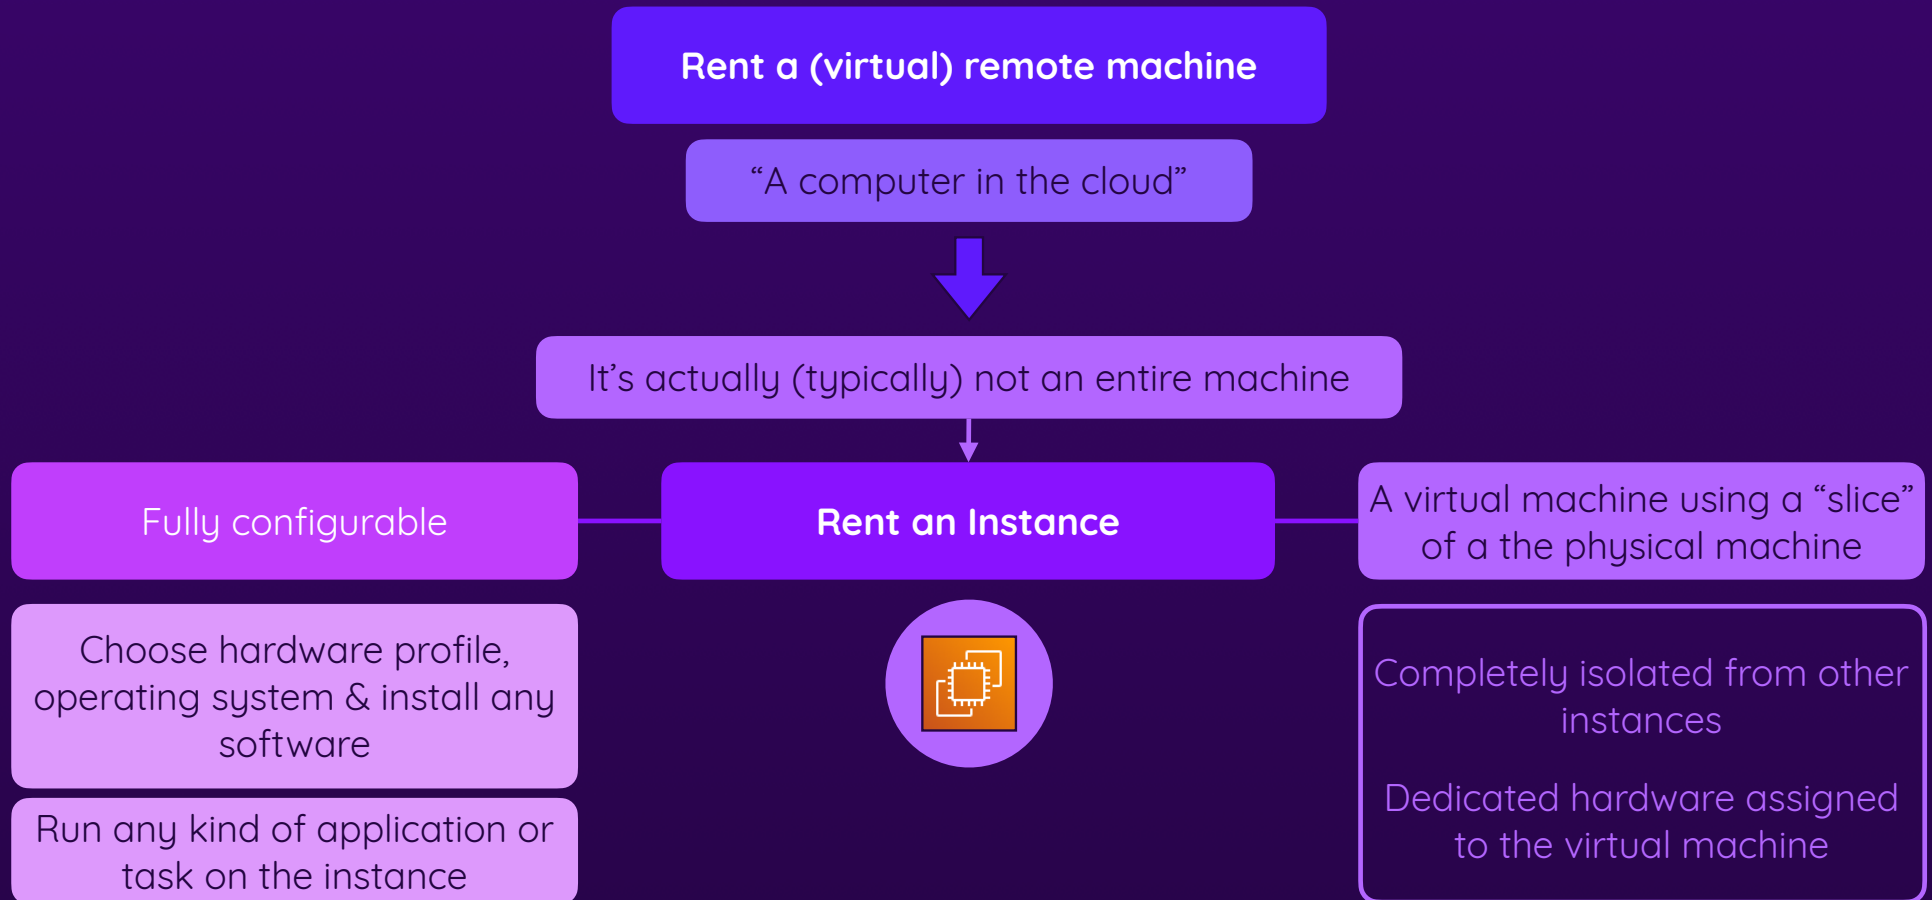 Rent a (virtual) remote machine
“A computer in the cloud”
It’s actually (typically) not an entire machine
Fully configurable
Rent an Instance
A virtual machine using a “slice”
of a the physical machine
Choose hardware profile,
operating system & install any
software
Run any kind of application or
task on the instance
Completely isolated from other
instances
Dedicated hardware assigned
to the virtual machine